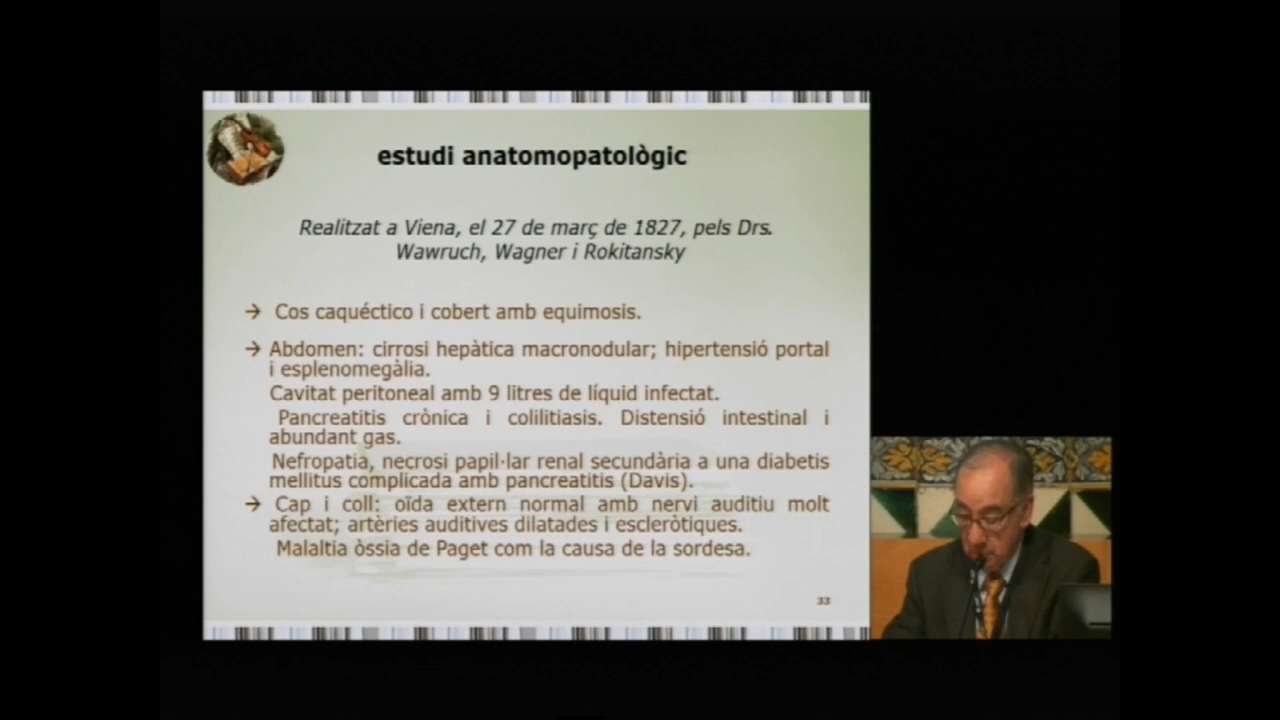 estudi anatomopatològic
Realitzat a Viena, el 27 de març de 1827, pels Drs.
Wawruch, Wagner i Rokitansky
→ Cos caquéctico i cobert amb equimosis.
→ Abdomen: cirrosi hepàtica macronodular; hipertensió portal
i esplenomegàlia.
Cavitat peritoneal amb 9 litres de líquid infectat.
Pancreatitis crònica i colilitiasis. Distensió intestinal i
abundant gas.
Nefropatia, necrosi papil·lar renal secundària a una diabetis
mellitus complicada amb pancreatitis (Davis).
→ Cap i coll: oïda extern normal amb nervi auditiu molt
afectat; artèries auditives dilatades i escleròtiques.
Malaltia òssia de Paget com la causa de la sordesa.
33